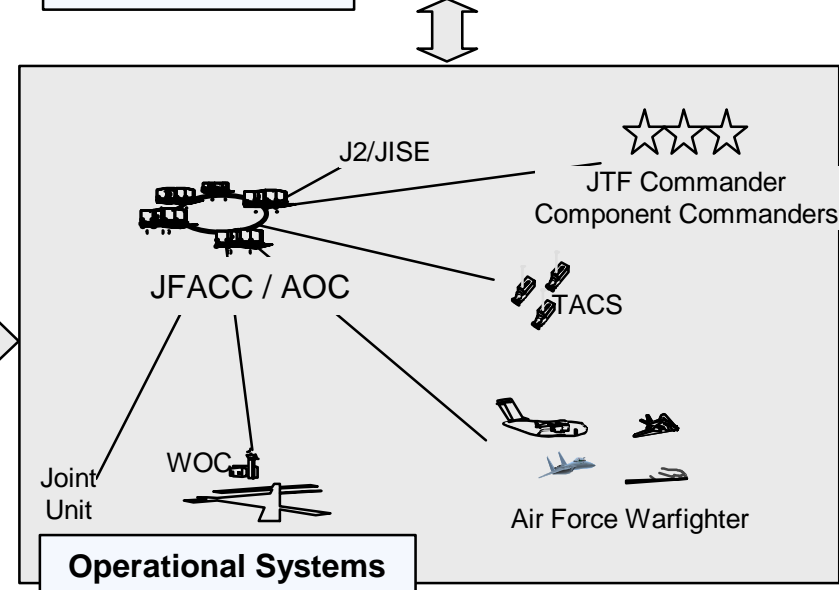 J2/JISE
JTF Commander
Component Commanders
JFACC / AOC
TACS
WOC
Joint
Unit
Air Force Warfighter
Operational Systems